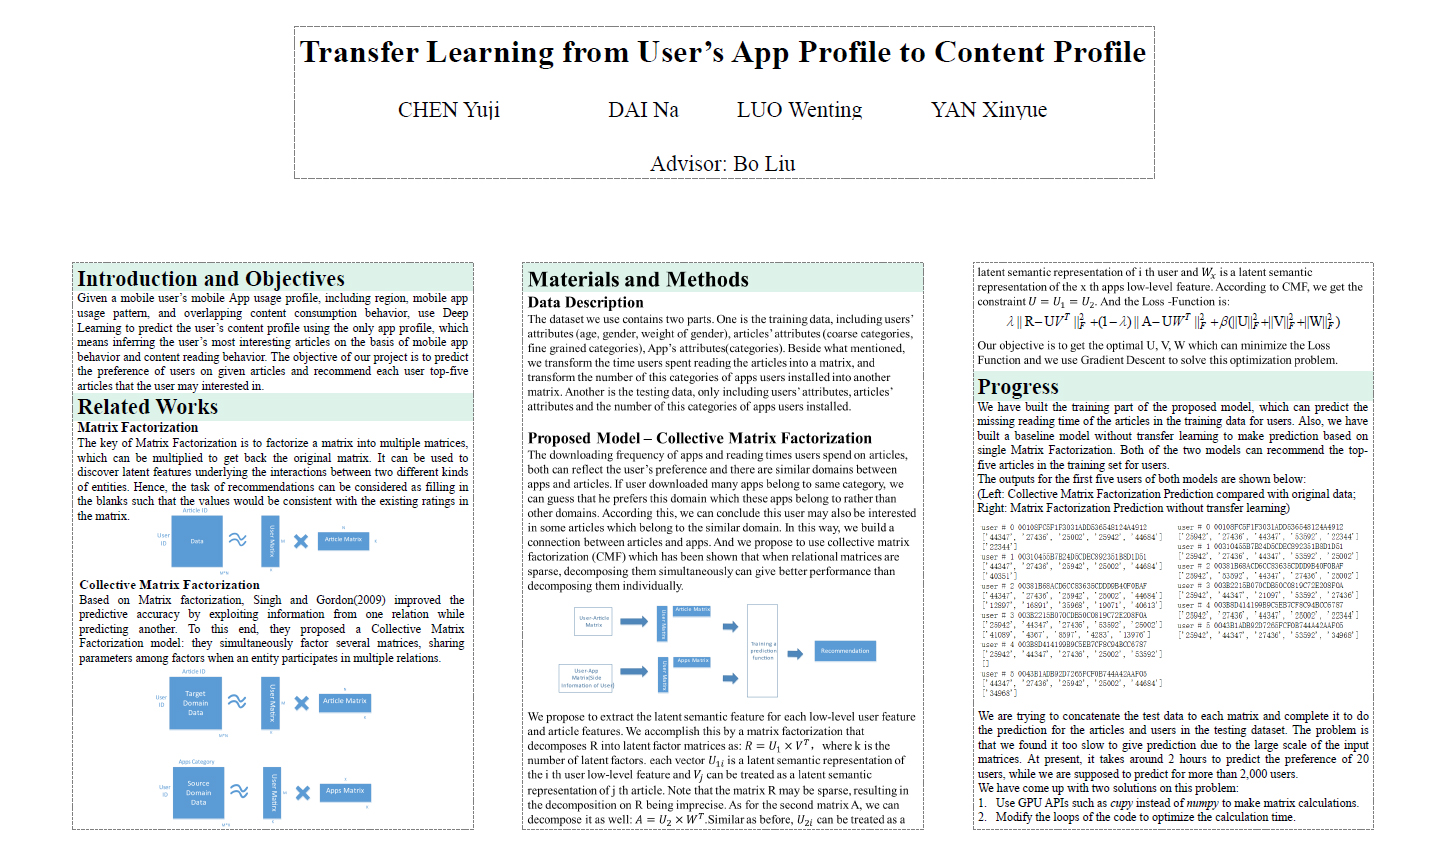 Transfer Learning from User’s App Profile to Content Profile
CHEN Yuji DAI Na LUO Wenting YAN Xinyue
Advisor: Bo Liu
Introduction and Objectives
Given a mobile user’s mobile App usage profile, including region, mobile app
usage pattern, and overlapping content consumption behavior, use Deep
Learning to predict the user’s content profile using the only app profile, which
means inferring the user’s most interesting articles on the basis of mobile app
behavior and content reading behavior. The objective of our project is to predict
the preference of users on given articles and recommend each user top-five
articles that the user may interested in.
Related Works
Matrix Factorization
The key of Matrix Factorization is to factorize a matrix into multiple matrices,
which can be multiplied to get back the original matrix. It can be used to
discover latent features underlying the interactions between two different kinds
of entities. Hence, the task of recommendations can be considered as filling in
the blanks such that the values would be consistent with the existing ratings in
the matrix.
Article ID
User ID
Data
User Matrix
Article Matrix
M*N
Collective Matrix Factorization
Based on Matrix factorization, Singh and Gordon(2009) improved the
predictive accuracy by exploiting information from one relation while
predicting another. To this end, they proposed a Collective Matrix
Factorization model: they simultaneously factor several matrices, sharing
parameters among factors when an entity participates in multiple relations.
Article ID
User ID
Target Domain Data
User Matrix
Article Matrix
M*N
Apps Category
User ID
Source Domain Data
User Matrix
Apps Matrix
M*N
Materials and Methods
Data Description
The dataset we use contains two parts. One is the training data, including users’
attributes (age, gender, weight of gender), articles’ attributes (coarse categories,
fine grained categories), App’s attributes(categories). Beside what mentioned,
we transform the time users spent reading the articles into a matrix, and
transform the number of this categories of apps users installed into another
matrix. Another is the testing data, only including users’ attributes, articles’
attributes and the number of this categories of apps users installed.
Proposed Model – Collective Matrix Factorization
The downloading frequency of apps and reading times users spend on articles,
both can reflect the user’s preference and there are similar domains between
apps and articles. If user downloaded many apps belong to same category, we
can guess that he prefers this domain which these apps belong to rather than
other domains. According this, we can conclude this user may also be interested
in some articles which belong to the similar domain. In this way, we build a
connection between articles and apps. And we propose to use collective matrix
factorization (CMF) which has been shown that when relational matrices are
sparse, decomposing them simultaneously can give better performance than
decomposing them individually.
User-Article Matrix
User Matrix
Article Matrix
User-App Matrix(Side information of User)
User Matrix
Apps Matrix
Training a prediction function
Recommendation
We propose to extract the latent semantic feature for each low-level user feature
and article features. We accomplish this by a matrix factorization that
decomposes R into latent factor matrices as: R = U₁ × Vᵀ, where k is the
number of latent factors. each vector U₁ᵢ is a latent semantic representation of
the i th user low-level feature and Vⱼ can be treated as a latent semantic
representation of j th article. Note that the matrix R may be sparse, resulting in
the decomposition on R being imprecise. As for the second matrix A, we can
decompose it as well: A = U₂ × Wᵀ.Similar as before, U₂ᵢ can be treated as a
latent semantic representation of i th user and Wₓ is a latent semantic
representation of the x th apps low-level feature. According to CMF, we get the
constraint U = U₁ = U₂. And the Loss -Function is:
λ || R−UVᵀ ||²F +(1−λ) || A−UWᵀ ||²F +β(||U||²F+||V||²F+||W||²F)
Our objective is to get the optimal U, V, W which can minimize the Loss
Function and we use Gradient Descent to solve this optimization problem.
Progress
We have built the training part of the proposed model, which can predict the
missing reading time of the articles in the training data for users. Also, we have
built a baseline model without transfer learning to make prediction based on
single Matrix Factorization. Both of the two models can recommend the top-
five articles in the training set for users.
The outputs for the first five users of both models are shown below:
(Left: Collective Matrix Factorization Prediction compared with original data;
Right: Matrix Factorization Prediction without transfer learning)
user # 0 00108FC5F1F3031ADD536548124A4912
['44347', '27436', '25002', '25942', '44684']
['22344']
user # 1 00310455B7B24D5CDEC892351B8D1D51
['44347', '27436', '25942', '25002', '44684']
['40351']
user # 2 00381B68ACD6CC83638CDDD9B40F0BAF
['44347', '27436', '25942', '25002', '44684']
['12897', '16891', '35968', '19071', '40613']
user # 3 003B2215B070CDB50C0819C72E208F0A
['25942', '44347', '27436', '53592', '25002']
['41089', '4367', '8597', '4283', '13976']
user # 4 003B8D414199B9C5EB7CF8C94BCC6787
['44347', '27436', '25942', '25002', '53592']
[]
user # 5 0043B1ADB92D7265FCF0B744A42AAF05
['44347', '27436', '25942', '25002', '44684']
['34968']
user # 0 00108FC5F1F3031ADD536548124A4912
['25942', '27436', '44347', '53592', '22344']
user # 1 00310455B7B24D5CDEC892351B8D1D51
['25942', '27436', '44347', '53592', '25002']
user # 2 00381B68ACD6CC83638CDDD9B40F0BAF
['25942', '53592', '44347', '27436', '25002']
user # 3 003B2215B070CDB50C0819C72E208F0A
['25942', '44347', '21097', '53592', '27436']
user # 4 003B8D414199B9C5EB7CF8C94BCC6787
['25942', '27436', '44347', '25002', '22344']
user # 5 0043B1ADB92D7265FCF0B744A42AAF05
['25942', '44347', '27436', '53592', '34968']
We are trying to concatenate the test data to each matrix and complete it to do
the prediction for the articles and users in the testing dataset. The problem is
that we found it too slow to give prediction due to the large scale of the input
matrices. At present, it takes around 2 hours to predict the preference of 20
users, while we are supposed to predict for more than 2,000 users.
We have come up with two solutions on this problem:
1. Use GPU APIs such as cupy instead of numpy to make matrix calculations.
2. Modify the loops of the code to optimize the calculation time.